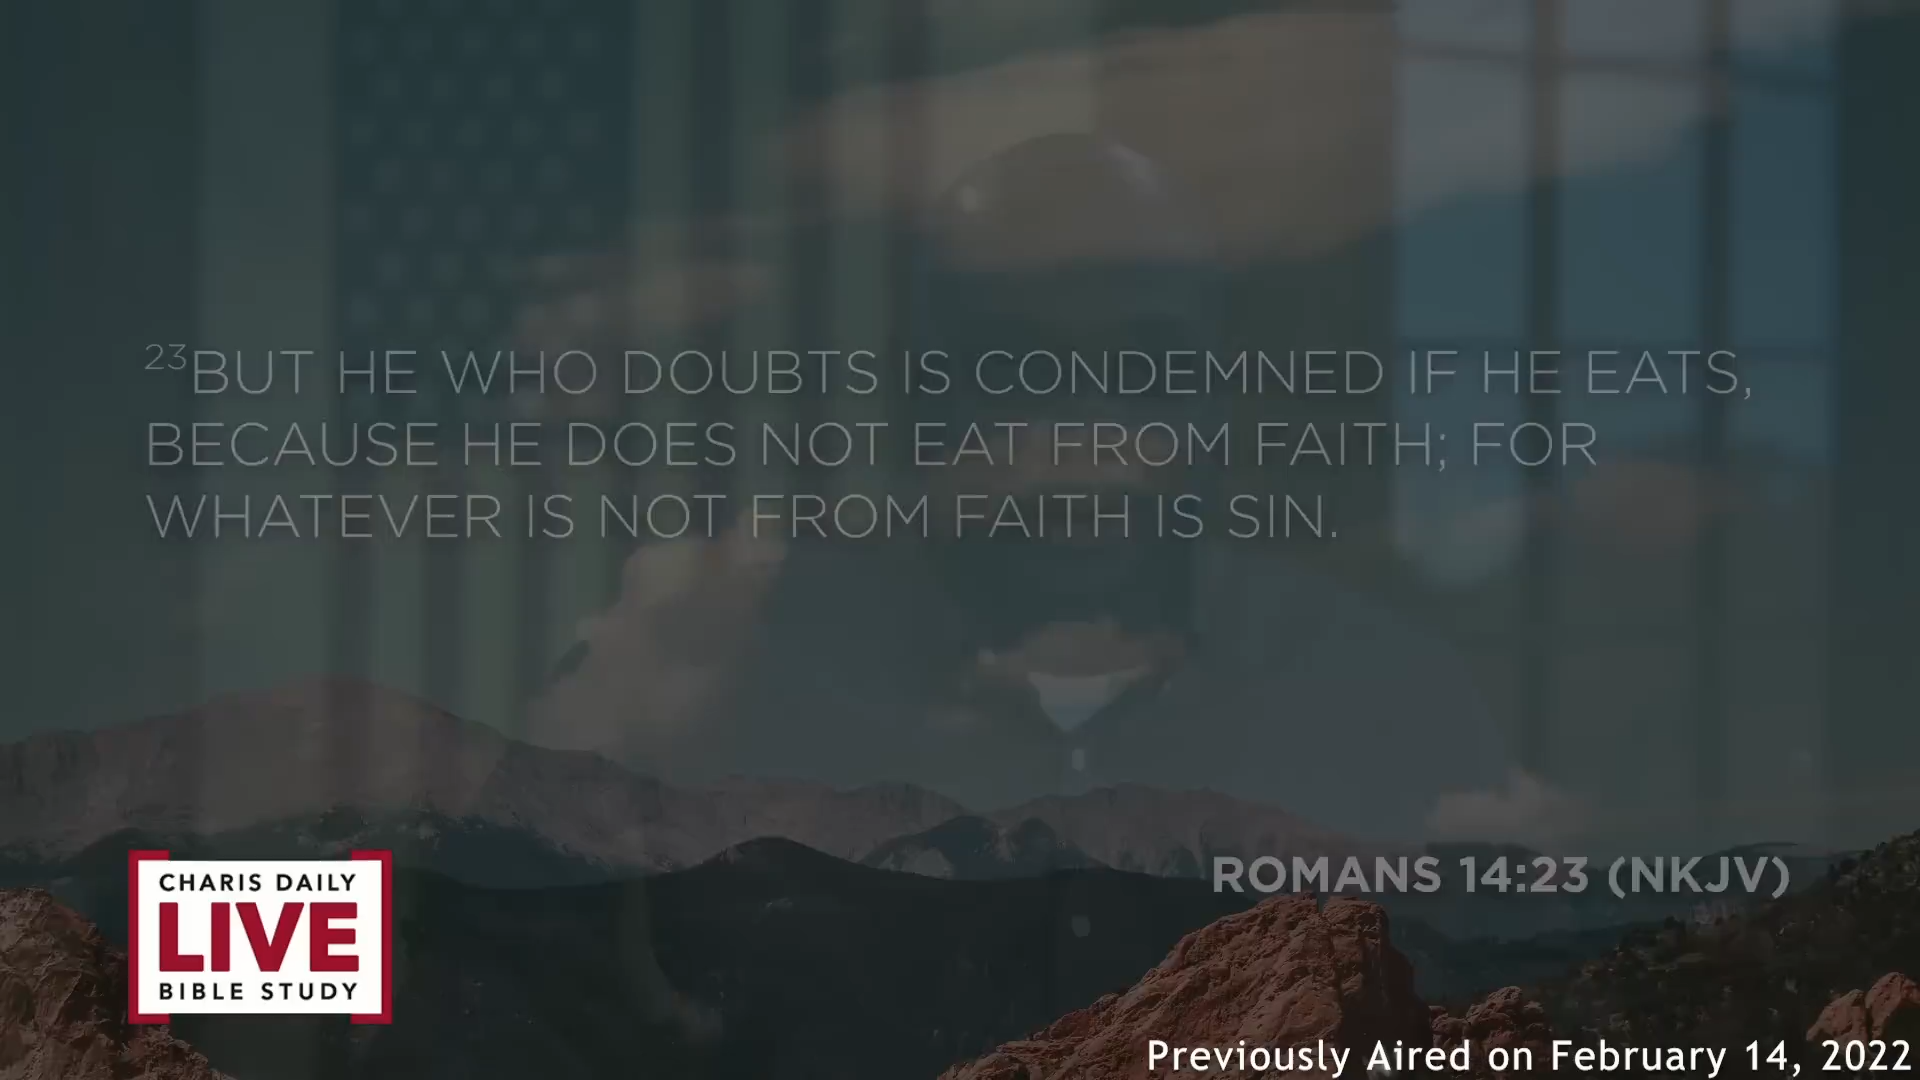 23BUT HE WHO DOUBTS IS CONDEMNED IF HE EATS,
BECAUSE HE DOES NOT EAT FROM FAITH; FOR
WHATEVER IS NOT FROM FAITH IS SIN.
ROMANS 14:23 (NKJV)
CHARIS DAILY
LIVE
BIBLE STUDY
Previously Aired on February 14, 2022